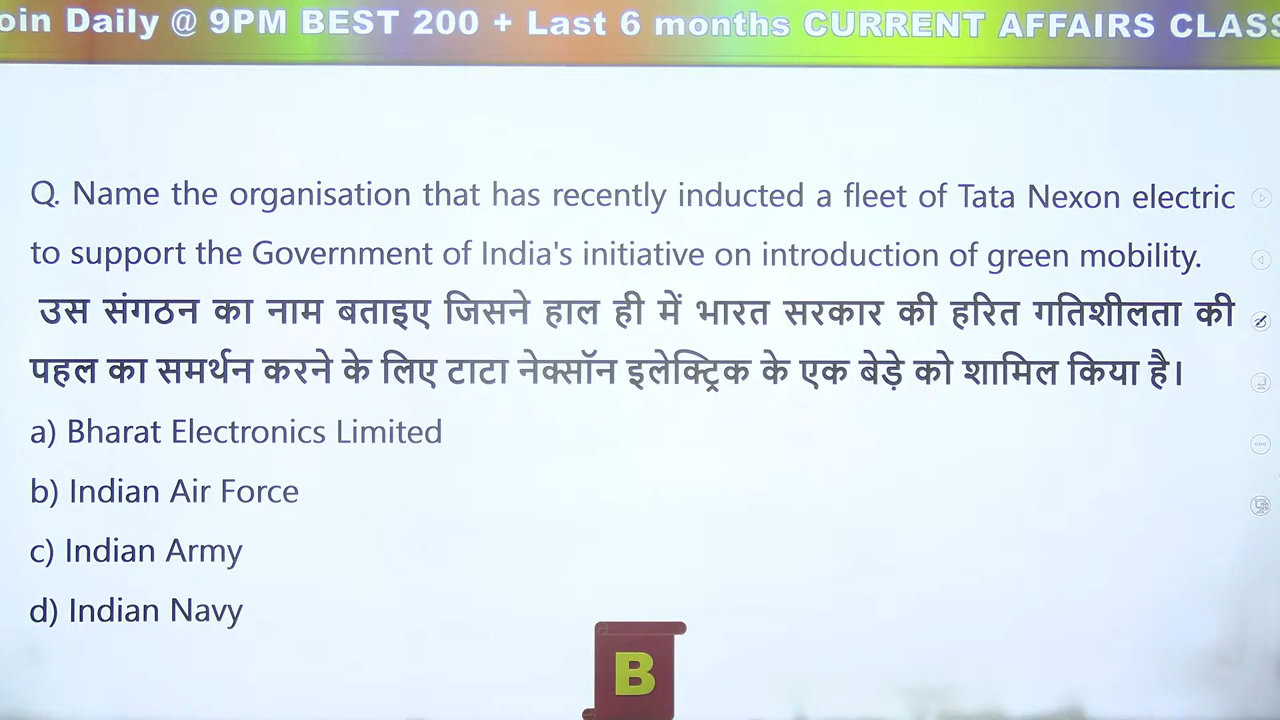 oin Daily @ 9PM BEST 200 + Last 6 months CURRENT AFFAIRS CLASS
Q. Name the organisation that has recently inducted a fleet of Tata Nexon electric
to support the Government of India's initiative on introduction of green mobility.
उस संगठन का नाम बताइए जिसने हाल ही में भारत सरकार की हरित गतिशीलता की
पहल का समर्थन करने के लिए टाटा नेक्सॉन इलेक्ट्रिक के एक बेड़े को शामिल किया है।
a) Bharat Electronics Limited
b) Indian Air Force
c) Indian Army
d) Indian Navy
B